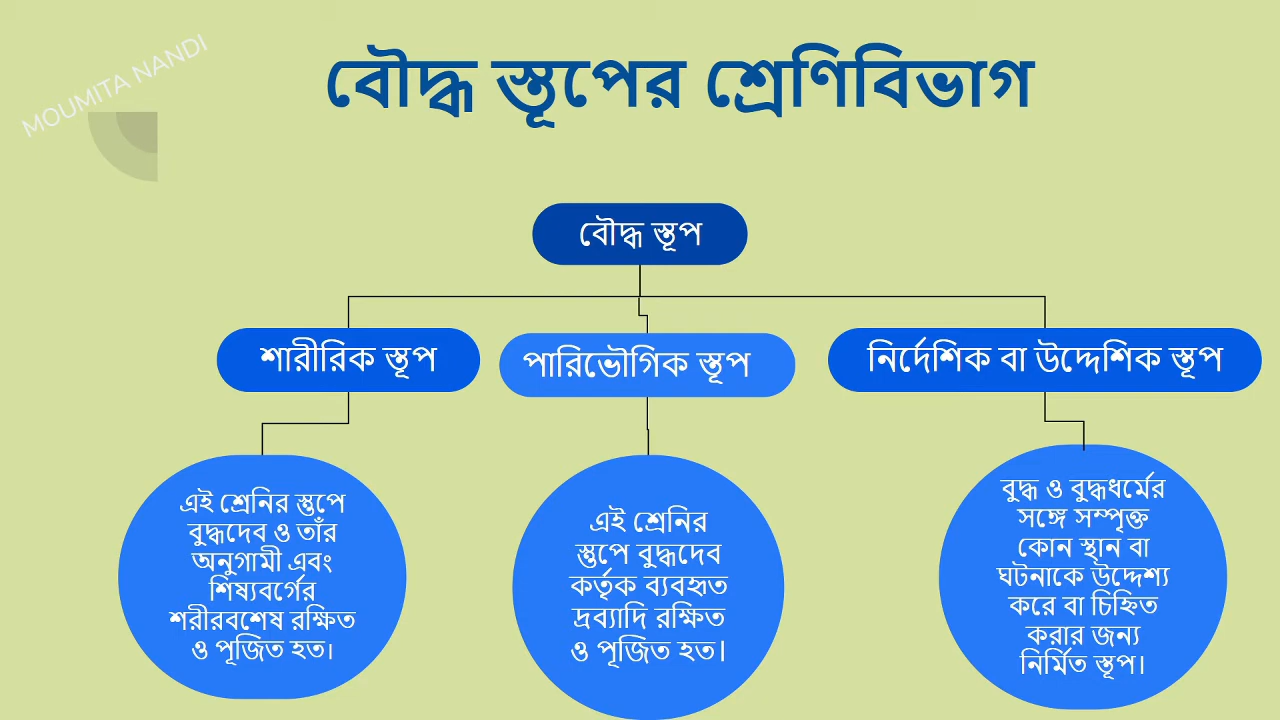 MOUMITA NANDI
বৌদ্ধ স্তূপের শ্রেণিবিভাগ
বৌদ্ধ স্তূপ
শারীরিক স্তূপ
পারিভৌগিক স্তূপ
নির্দেশিক বা উদ্দেশিক স্তূপ
এই শ্রেনির স্তুপে
বুদ্ধদেব ও তাঁর
অনুগামী এবং
শিষ্যবর্গের
শরীরবশেষ রক্ষিত
ও পূজিত হত।
এই শ্রেনির
স্তুপে বুদ্ধদেব
কর্তৃক ব্যবহৃত
দ্রব্যাদি রক্ষিত
ও পৃজিত হত।
বুদ্ধ ও বুদ্ধধর্মের
সঙ্গে সম্পৃক্ত
কোন স্থান বা
ঘটনাকে উদ্দেশ্য
করে বা চিহ্নিত
করার জন্য
নির্মিত স্তূপ।